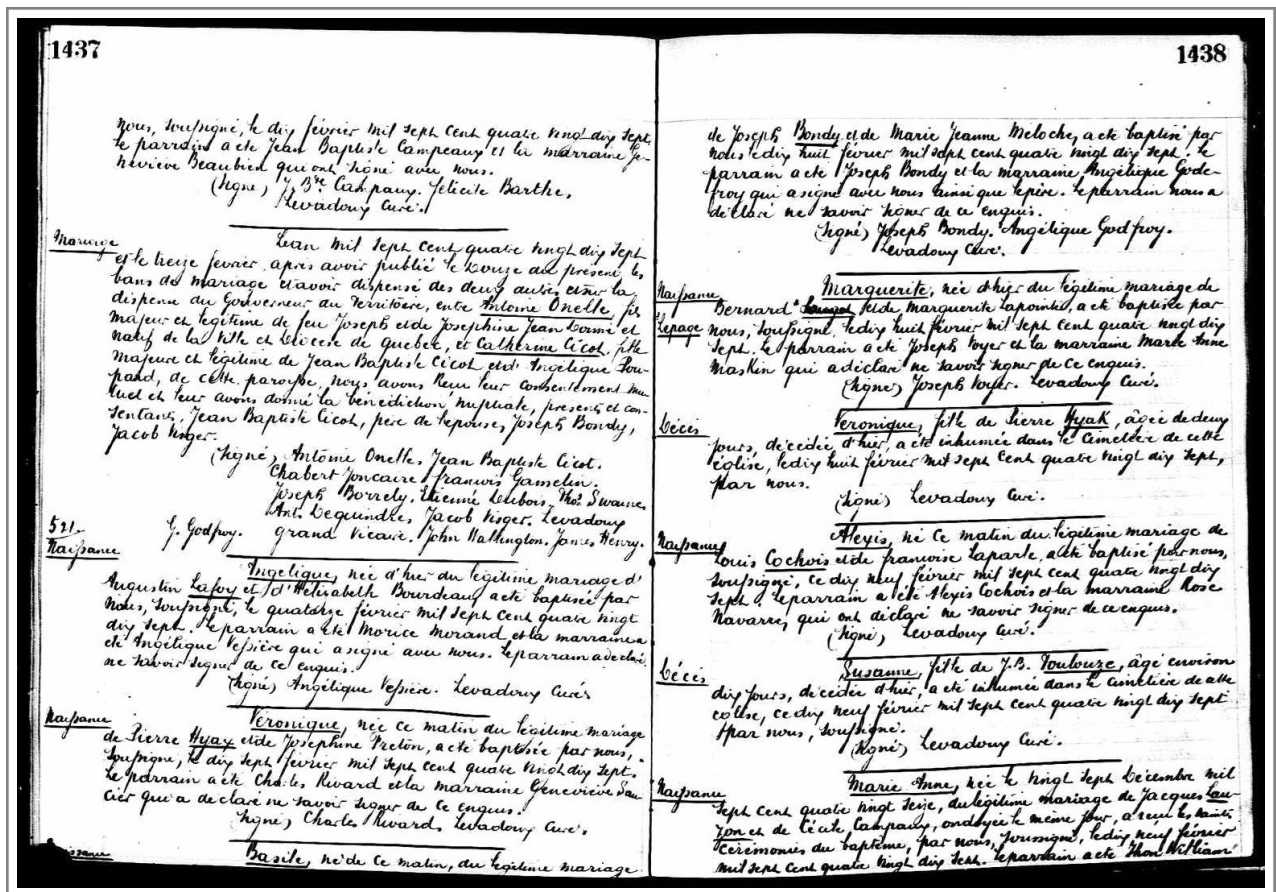 1437
nous, soussigné, le dix février mil sept cent quatre vingt dix sept,
le parrain a été Jean Baptiste Campeaux et la marraine Ge-
neviève Beaubien qui ont signé avec nous.
(Signé) J. Bte Campaux. Félicité Barthe.
Levadoux Curé.
Mariage
L'an mil sept cent quatre vingt dix sept
et le treize février, après avoir publié le douze du présent les
bans de mariage et avoir dispensé des deux autres et sur la
dispense du Gouverneur du Territoire, entre Antoine Onelle, fils
majeur et légitime de feu Joseph et de Josephine Jean Dormé et
natif de la Ville et Diocèse de Quebec, et Catherine Cicot, fille
majeure et légitime de Jean Baptiste Cicot et d'Angélique
de cette paroisse, nous avons Reçu leur consentement mu-
tuel et leur avons donné la bénédiction nuptiale, présents et con-
sentants, Jean Baptiste Cicot, père de l'epouse, Joseph Bondy,
Jacob Visger.
(Signé) Antoine Onelle, Jean Baptiste Cicot.
Chabert Joncaire, francois Gamelin.
Joseph Borrely, Etienne Dubois, Thos Swaine
Ant. Dequindre, Jacob Visger. Levadoux
G. Godfroy. grand Vicaire, John Wallington. James Henry.
521.
Naissance
Angelique, née d'hier du légitime mariage d'
Augustin Lafoy et d'Hélisabeth Bourdeaux a été baptisée par
nous, soussigné, le quatorze février mil sept cent quatre vingt
dix sept. le parrain a été Morice Morand et la marraine a
été Angélique Vessière qui a signé avec nous. le parrain a déclaré
ne savoir signer de ce enquis.
(Signé) Angélique Vessière. Levadoux Curé
Naissance
Véronique, née ce matin du légitime mariage
de Pierre Hyax et de Josephine Preton, a été baptisée par nous,
soussigné, le dix sept février mil sept cent quatre vingt dix sept.
Le parrain a été Charles Rivard et la marraine Geneviève Sau-
cier qui a déclaré ne savoir signer de ce enquis.
(Signé) Charles Rivard. Levadoux Curé.
Basile, né de ce matin, du légitime mariage
1438
de Joseph Bondy et de Marie Jeanne Meloche, a été baptisé par
nous ce dix huit février mil sept cent quatre vingt dix sept. le
parrain a été Joseph Bondy et la marraine Angélique Gode-
froy qui a signé avec nous ainsi que le père. le parrain nous a
déclaré ne savoir signer de ce enquis.
(Signé) Joseph Bondy. Angélique Godfroy.
Levadoux Curé.
Naissance
Marguerite, née d'hier du légitime mariage de
Bernard et de Marguerite Lapointe, a été baptisée par
Lepage
nous, soussigné, le dix huit février mil sept cent quatre vingt dix
sept. le parrain a été Joseph Voyer et la marraine Marie Anne
Maskin qui a déclaré ne savoir signer de ce enquis.
(Signé) Joseph Voyer. Levadoux Curé.
Décès
Veronique, fille de Pierre Hyak, âgée de deux
jours, décédée d'hier, a été inhumée dans le cimetière de cette
église, le dix huit février mil sept cent quatre vingt dix sept,
par nous.
(Signé) Levadoux Curé.
Naissance
Alexis, né ce matin du légitime mariage de
Louis Cochois et de francoise Laparle, a été baptisé par nous,
soussigné, ce dix neuf février mil sept cent quatre vingt dix
sept. le parrain a été Alexis Cochois et la marraine Rose
Navarre, qui ont déclaré ne savoir signer de ce enquis.
(Signé) Levadoux Curé.
Décès
Susanne, fille de J.B. Toulouze, âgé environ
dix jours, décédée d'hier, a été inhumée dans le cimetière de cette
église, ce dix neuf février mil sept cent quatre vingt dix sept
par nous, soussigné.
(Signé) Levadoux Curé.
Naissance
Marie Anne, née le vingt sept Décembre mil
sept cent quatre vingt seize, du légitime mariage de Jacques Lau-
zon et de Cécile Campaux, ondoyée le même jour, a reçu les saintes
cérémonies du baptême, par nous, soussigné, le dix neuf février
mil sept cent quatre vingt dix sept. le parrain a été Thon William